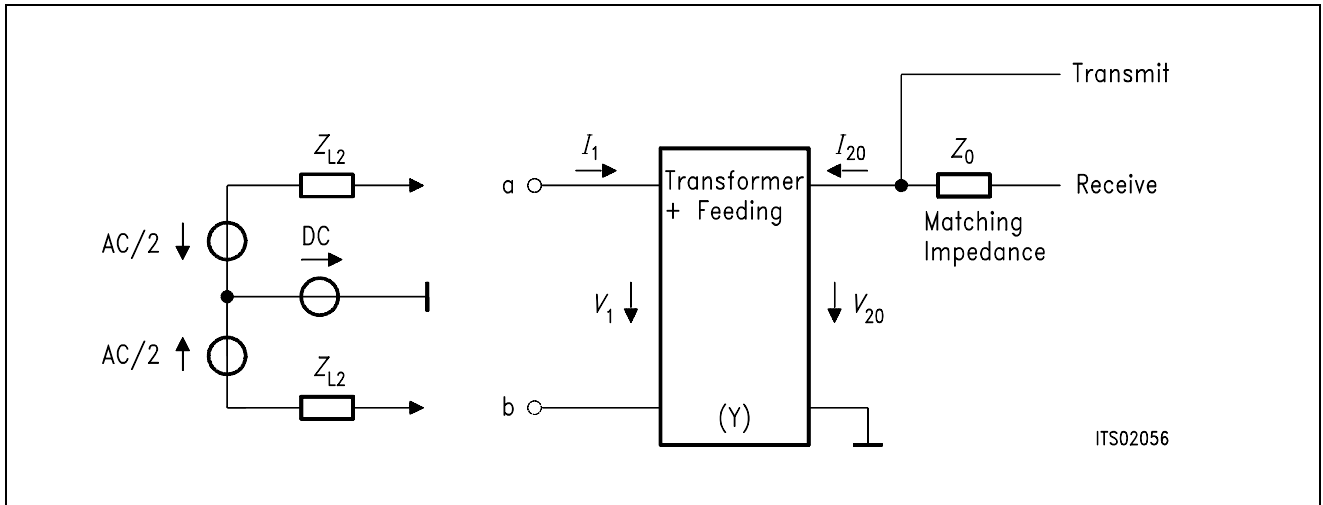 Transmit
Z0
Receive
Matching
Impedance
I20
V20
I1
a
Transformer
+ Feeding
V1
b
(Y)
ZL2
AC/2
DC
AC/2
ZL2
ITS02056